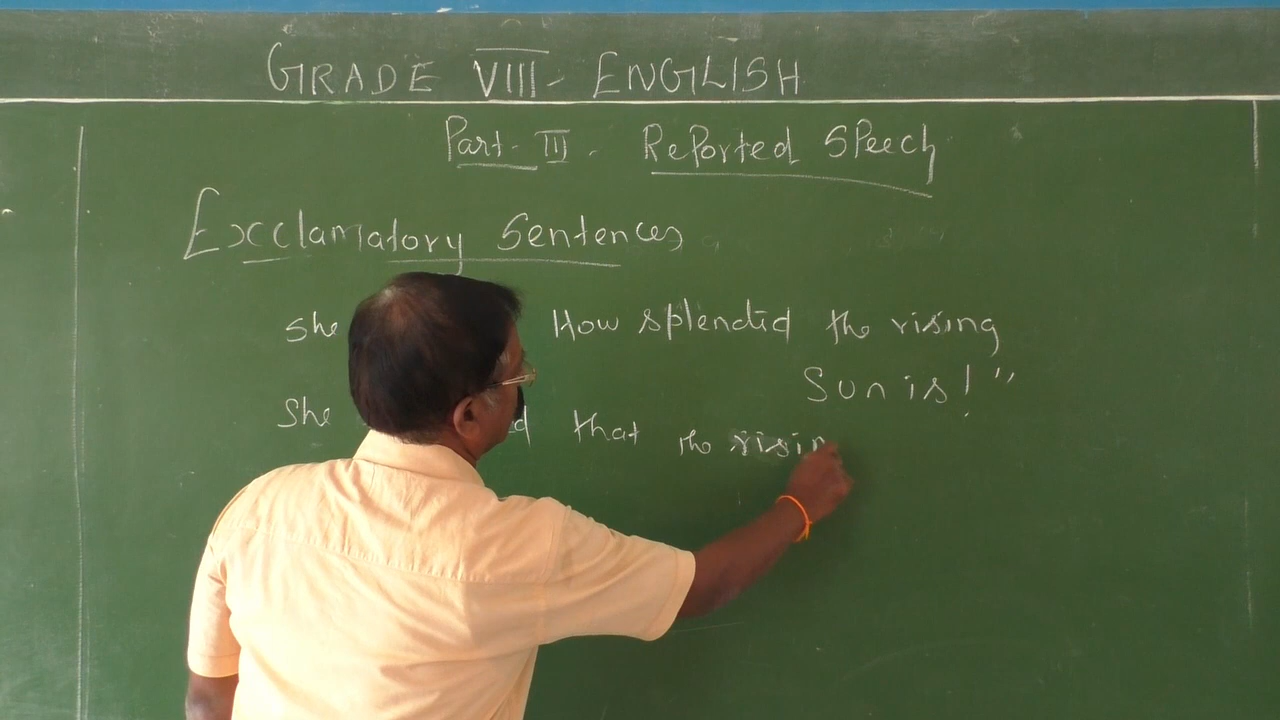 GRADE VIII - ENGLISH
Part - III - Reported Speech
Exclamatory Sentences
She How splendid the rising
Sun is! "
She d that the risin